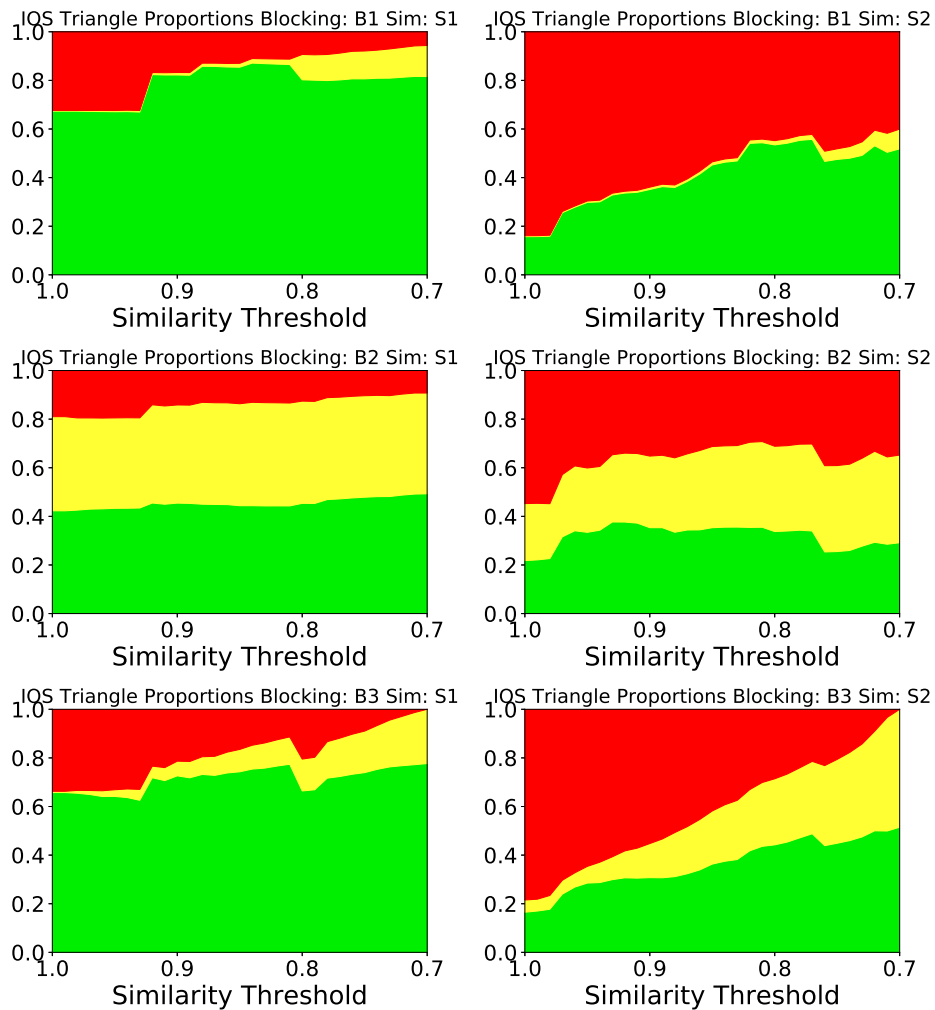 IOS Triangle Proportions Blocking: B1 Sim: S1
1.0
0.8
0.6
0.4
0.2
0.0
1.0 0.9 0.8 0.7
Similarity Threshold
IOS Triangle Proportions Blocking: B1 Sim: S2
1.0
0.8
0.6
0.4
0.2
0.0
1.0 0.9 0.8 0.7
Similarity Threshold
IOS Triangle Proportions Blocking: B2 Sim: S1
1.0
0.8
0.6
0.4
0.2
0.0
1.0 0.9 0.8 0.7
Similarity Threshold
IOS Triangle Proportions Blocking: B2 Sim: S2
1.0
0.8
0.6
0.4
0.2
0.0
1.0 0.9 0.8 0.7
Similarity Threshold
IOS Triangle Proportions Blocking: B3 Sim: S1
1.0
0.8
0.6
0.4
0.2
0.0
1.0 0.9 0.8 0.7
Similarity Threshold
IOS Triangle Proportions Blocking: B3 Sim: S2
1.0
0.8
0.6
0.4
0.2
0.0
1.0 0.9 0.8 0.7
Similarity Threshold